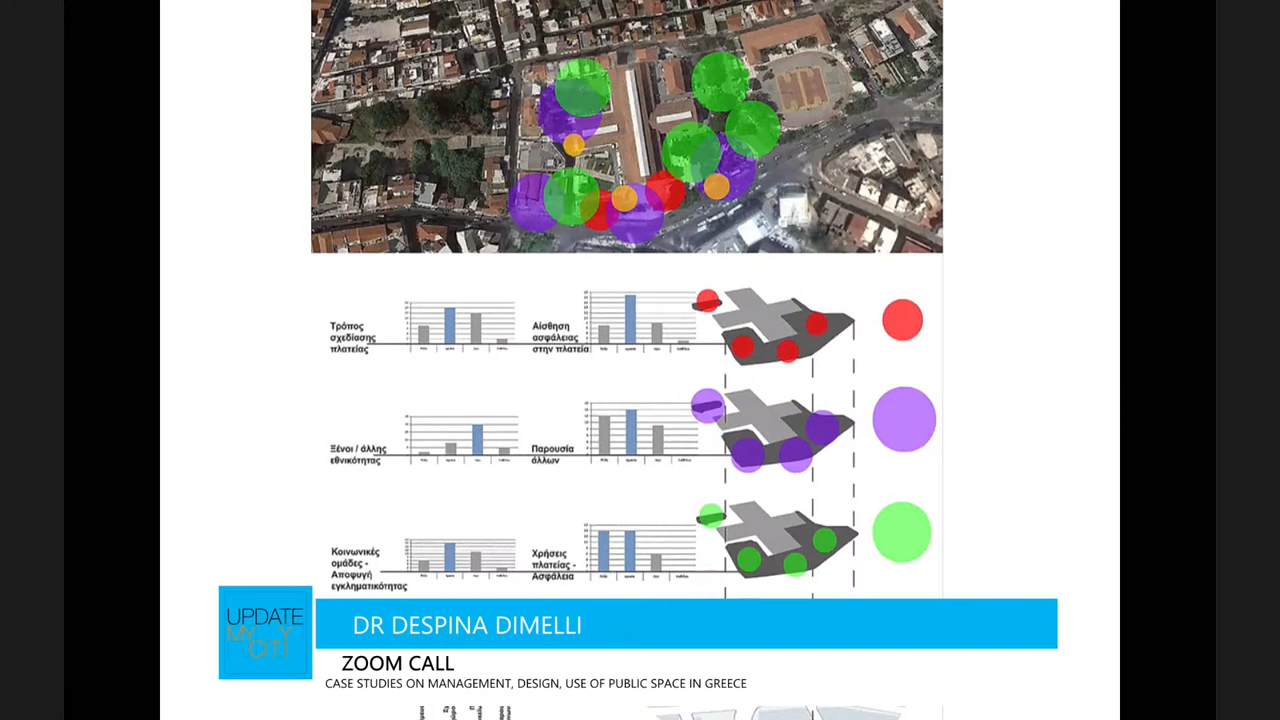 Τρόπος
σχεδίασης
πλατείας
Αίσθηση
ασφάλειας
στην πλατεία
Ξένοι / άλλης
εθνικότητας
Παρουσία
άλλων
Κοινωνικές
ομάδες -
Αποφυγή
εγκληματικότητας
Χρήσεις
πλατείας -
Ασφάλεια
UPDATE
MY
CITY
DR DESPINA DIMELLI
ZOOM CALL
CASE STUDIES ON MANAGEMENT, DESIGN, USE OF PUBLIC SPACE IN GREECE